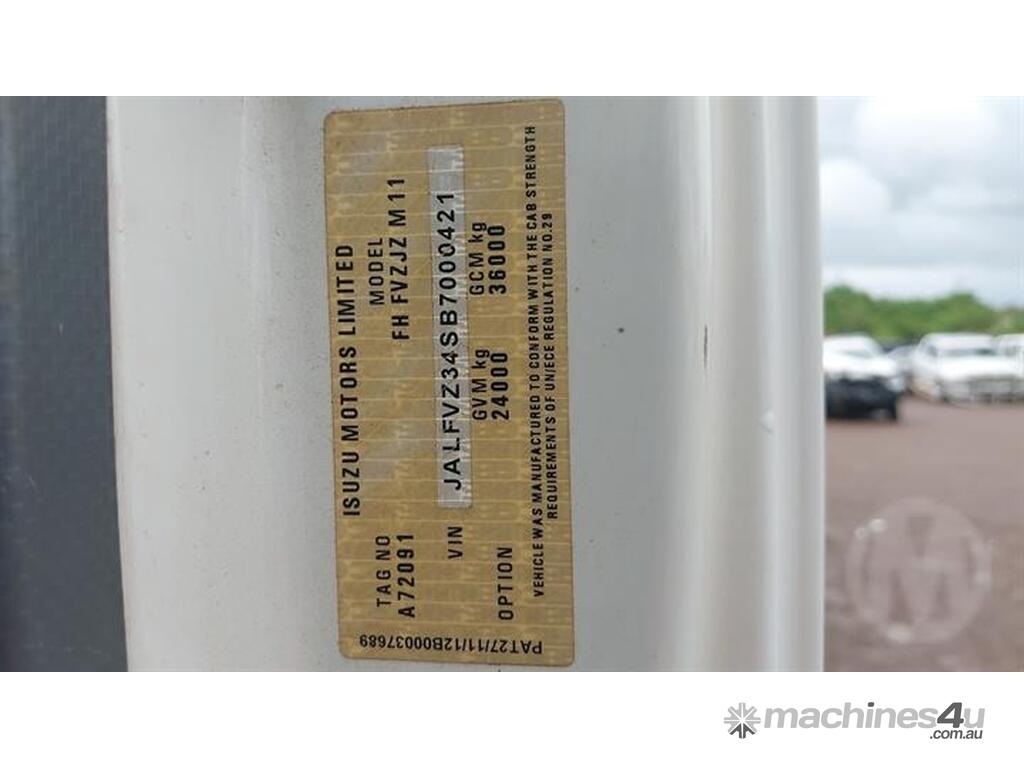 ISUZU MOTORS LIMITED
TAG NO MODEL
A72091 FH FVZJZ M11
VIN JALFVZ34SB7000421
GVM kg GCM kg
OPTION 24000 36000
VEHICLE WAS MANUFACTURED TO CONFORM WITH THE CAB STRENGTH
REQUIREMENTS OF UN/ECE REGULATION NO.29
PAT27/11/12B00037689
M
machines4u
.com.au